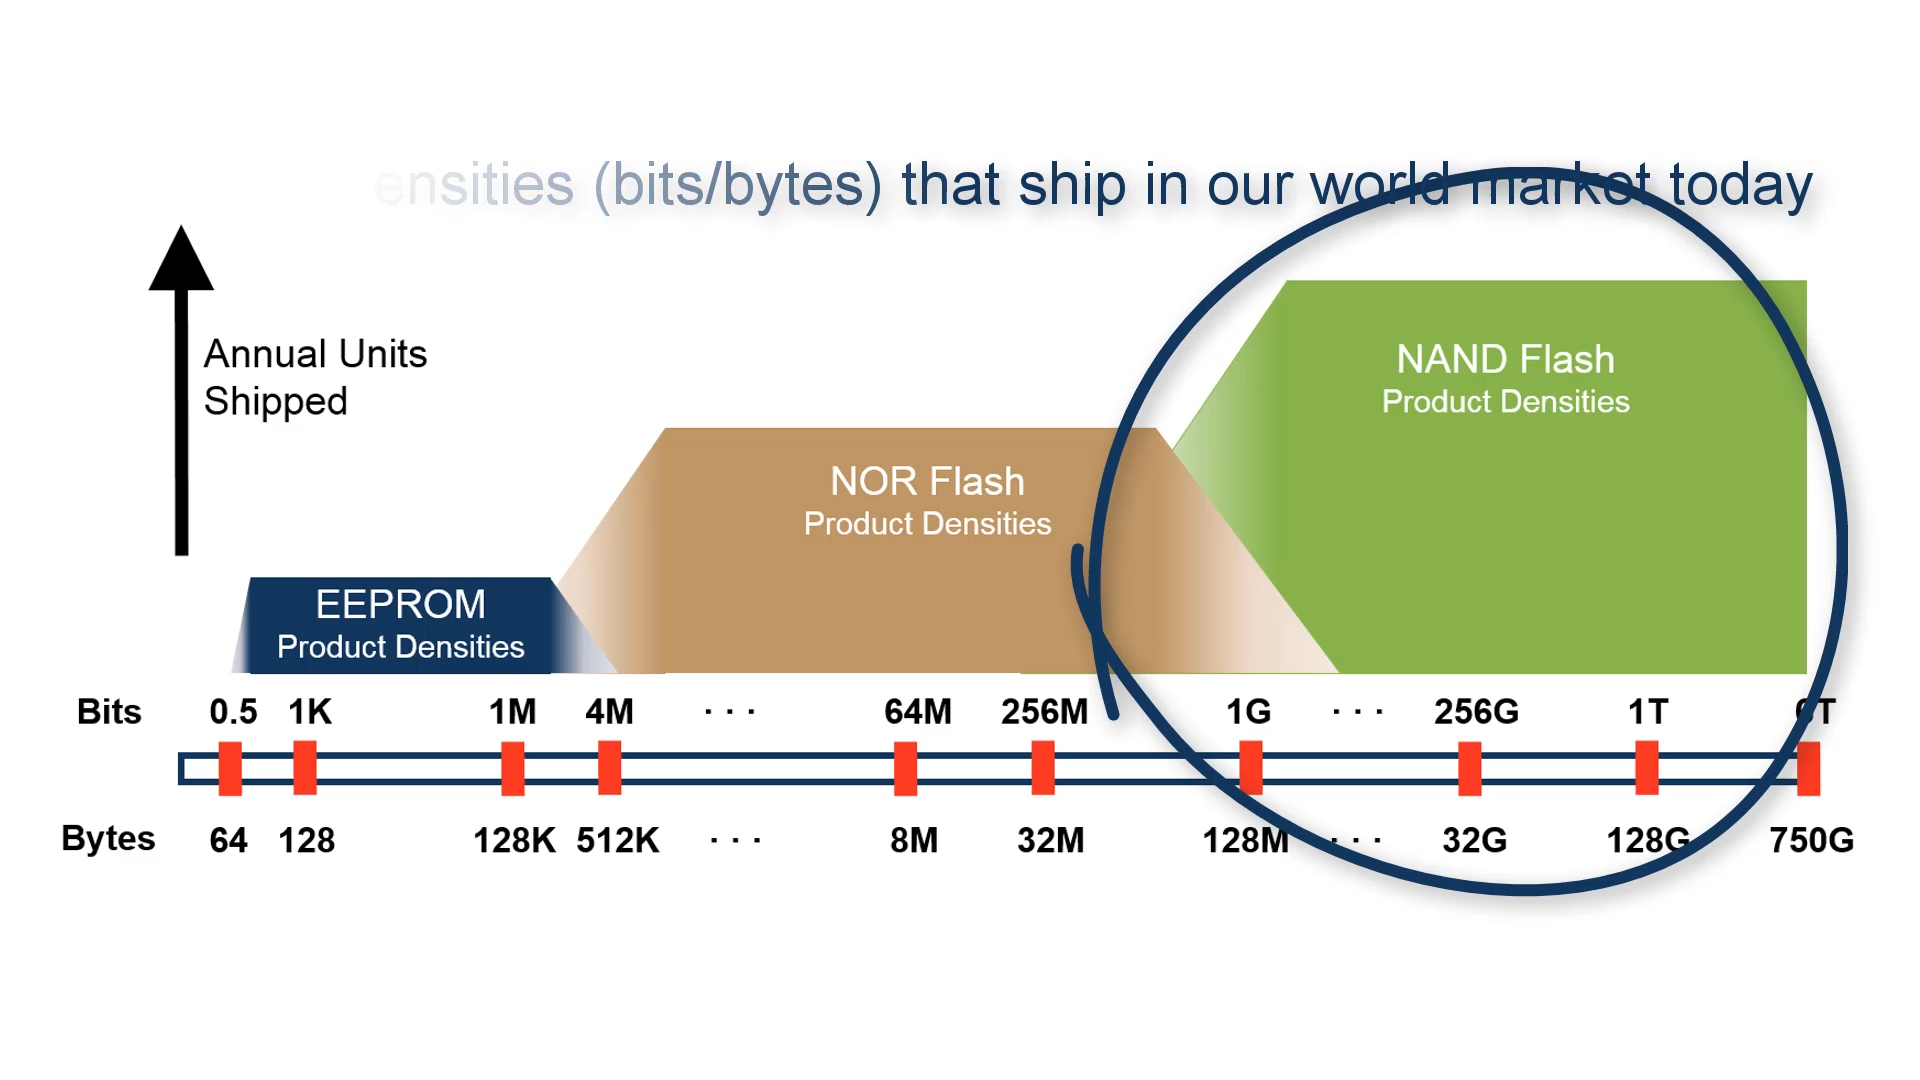 ensities (bits/bytes) that ship in our world market today
Annual Units
Shipped
NAND Flash
Product Densities
NOR Flash
Product Densities
EEPROM
Product Densities
Bits 0.5 1K 1M 4M ... 64M 256M 1G ... 256G 1T 6T
Bytes 64 128 128K 512K ... 8M 32M 128M ... 32G 128G 750G